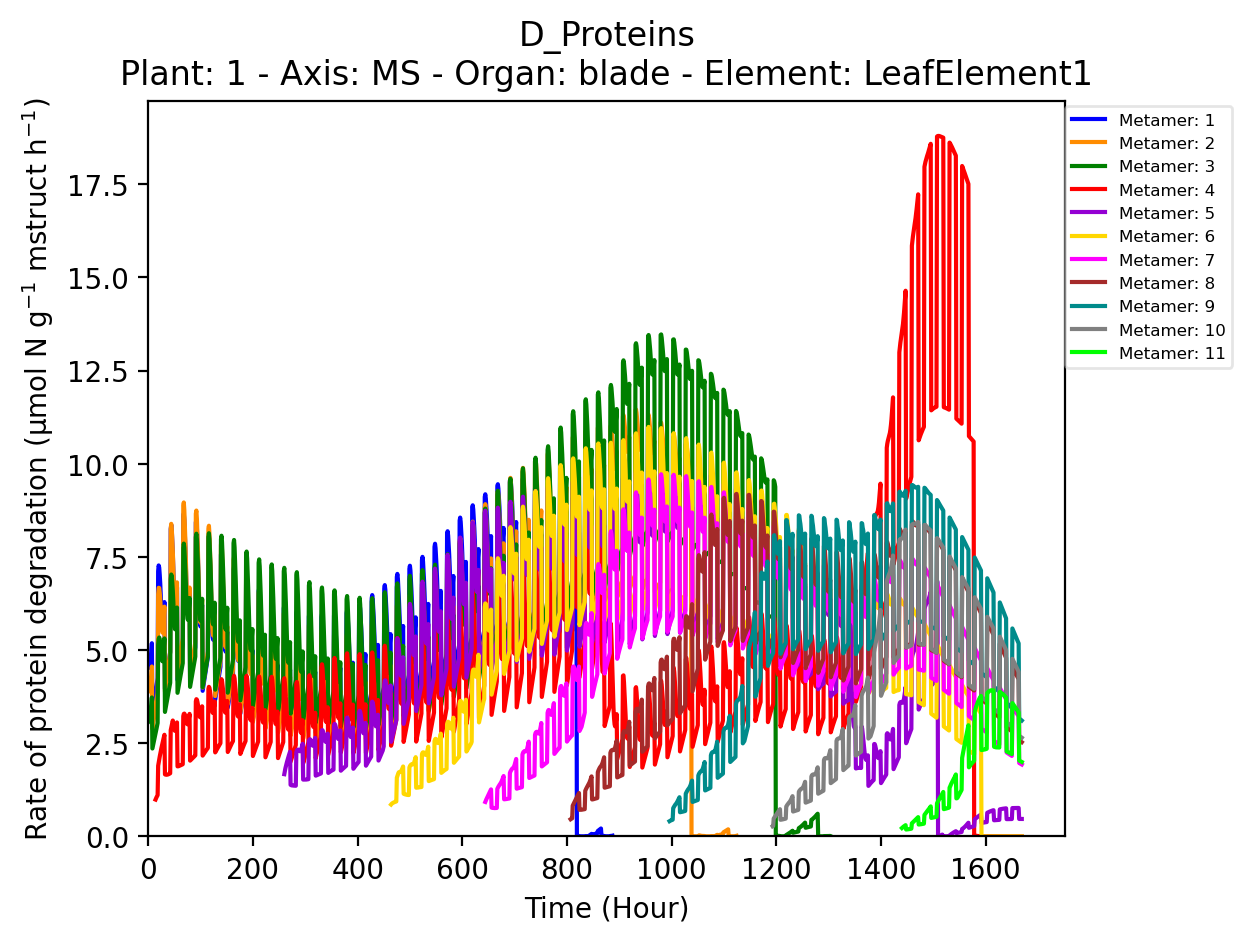 D_Proteins
Plant: 1 - Axis: MS - Organ: blade - Element: LeafElement1
Rate of protein degradation (µmol N g⁻¹ mstruct h⁻¹)
17.5
15.0
12.5
10.0
7.5
5.0
2.5
0.0
0 200 400 600 800 1000 1200 1400 1600
Time (Hour)
Metamer: 1
Metamer: 2
Metamer: 3
Metamer: 4
Metamer: 5
Metamer: 6
Metamer: 7
Metamer: 8
Metamer: 9
Metamer: 10
Metamer: 11